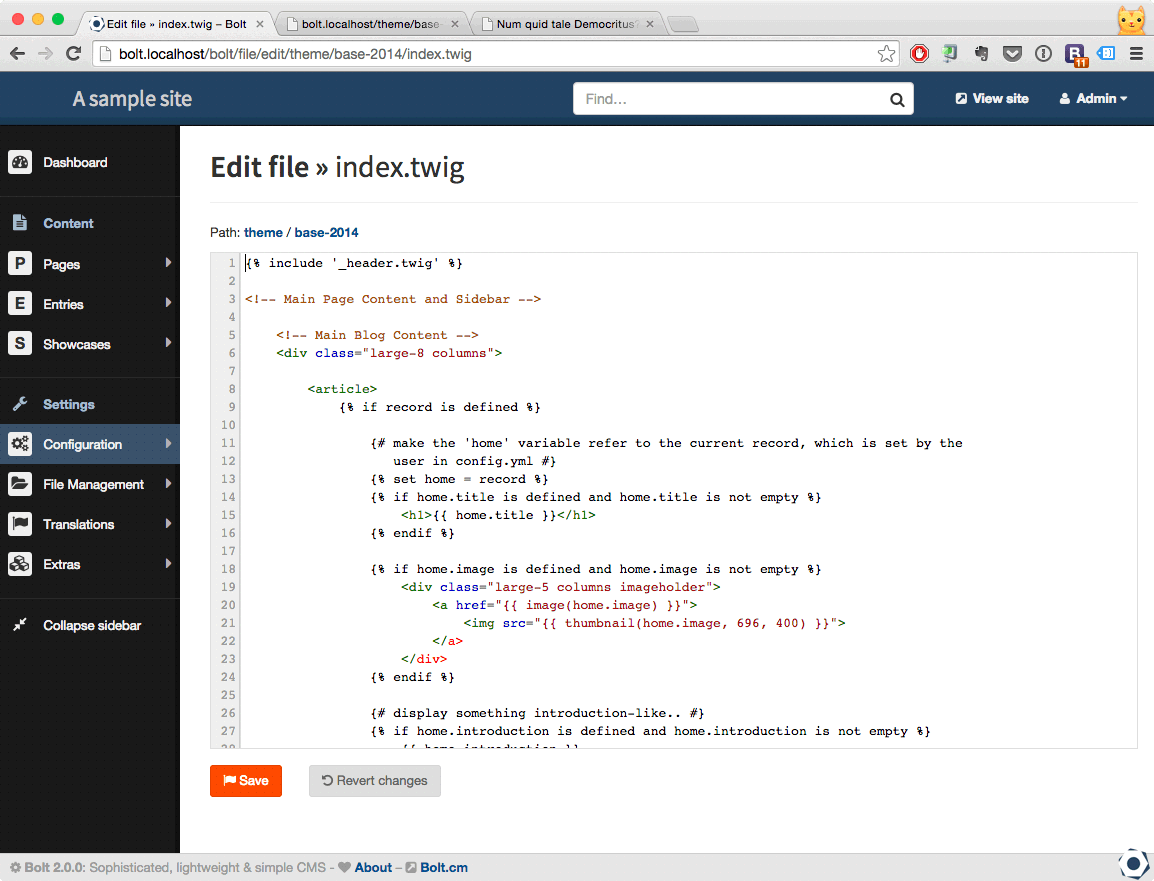 Edit file » index.twig – Bolt
bolt.localhost/theme/base-
Num quid tale Democritus?
bolt.localhost/bolt/file/edit/theme/base-2014/index.twig
11
A sample site
Find...
View site
Admin
Dashboard
Content
P Pages
E Entries
S Showcases
Settings
Configuration
File Management
Translations
Extras
Collapse sidebar
Edit file » index.twig
Path: theme / base-2014
1 {% include '_header.twig' %}
2
3 <!-- Main Page Content and Sidebar -->
4
5 <!-- Main Blog Content -->
6 <div class="large-8 columns">
7
8 <article>
9 {% if record is defined %}
10
11 {# make the 'home' variable refer to the current record, which is set by the
12 user in config.yml #}
13 {% set home = record %}
14 {% if home.title is defined and home.title is not empty %}
15 <h1>{{ home.title }}</h1>
16 {% endif %}
17
18 {% if home.image is defined and home.image is not empty %}
19 <div class="large-5 columns imageholder">
20 <a href="{{ image(home.image) }}">
21 <img src="{{ thumbnail(home.image, 696, 400) }}">
22 </a>
23 </div>
24 {% endif %}
25
26 {# display something introduction-like.. #}
27 {% if home.introduction is defined and home.introduction is not empty %}
28 {{ home.introduction }}
Save
Revert changes
Bolt 2.0.0: Sophisticated, lightweight & simple CMS - About – Bolt.cm